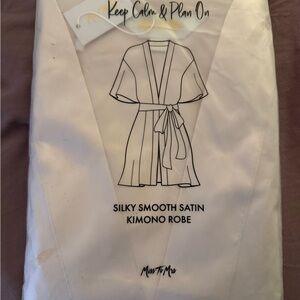 Keep Calm & Plan On
SILKY SMOOTH SATIN
KIMONO ROBE
Miss To Mrs